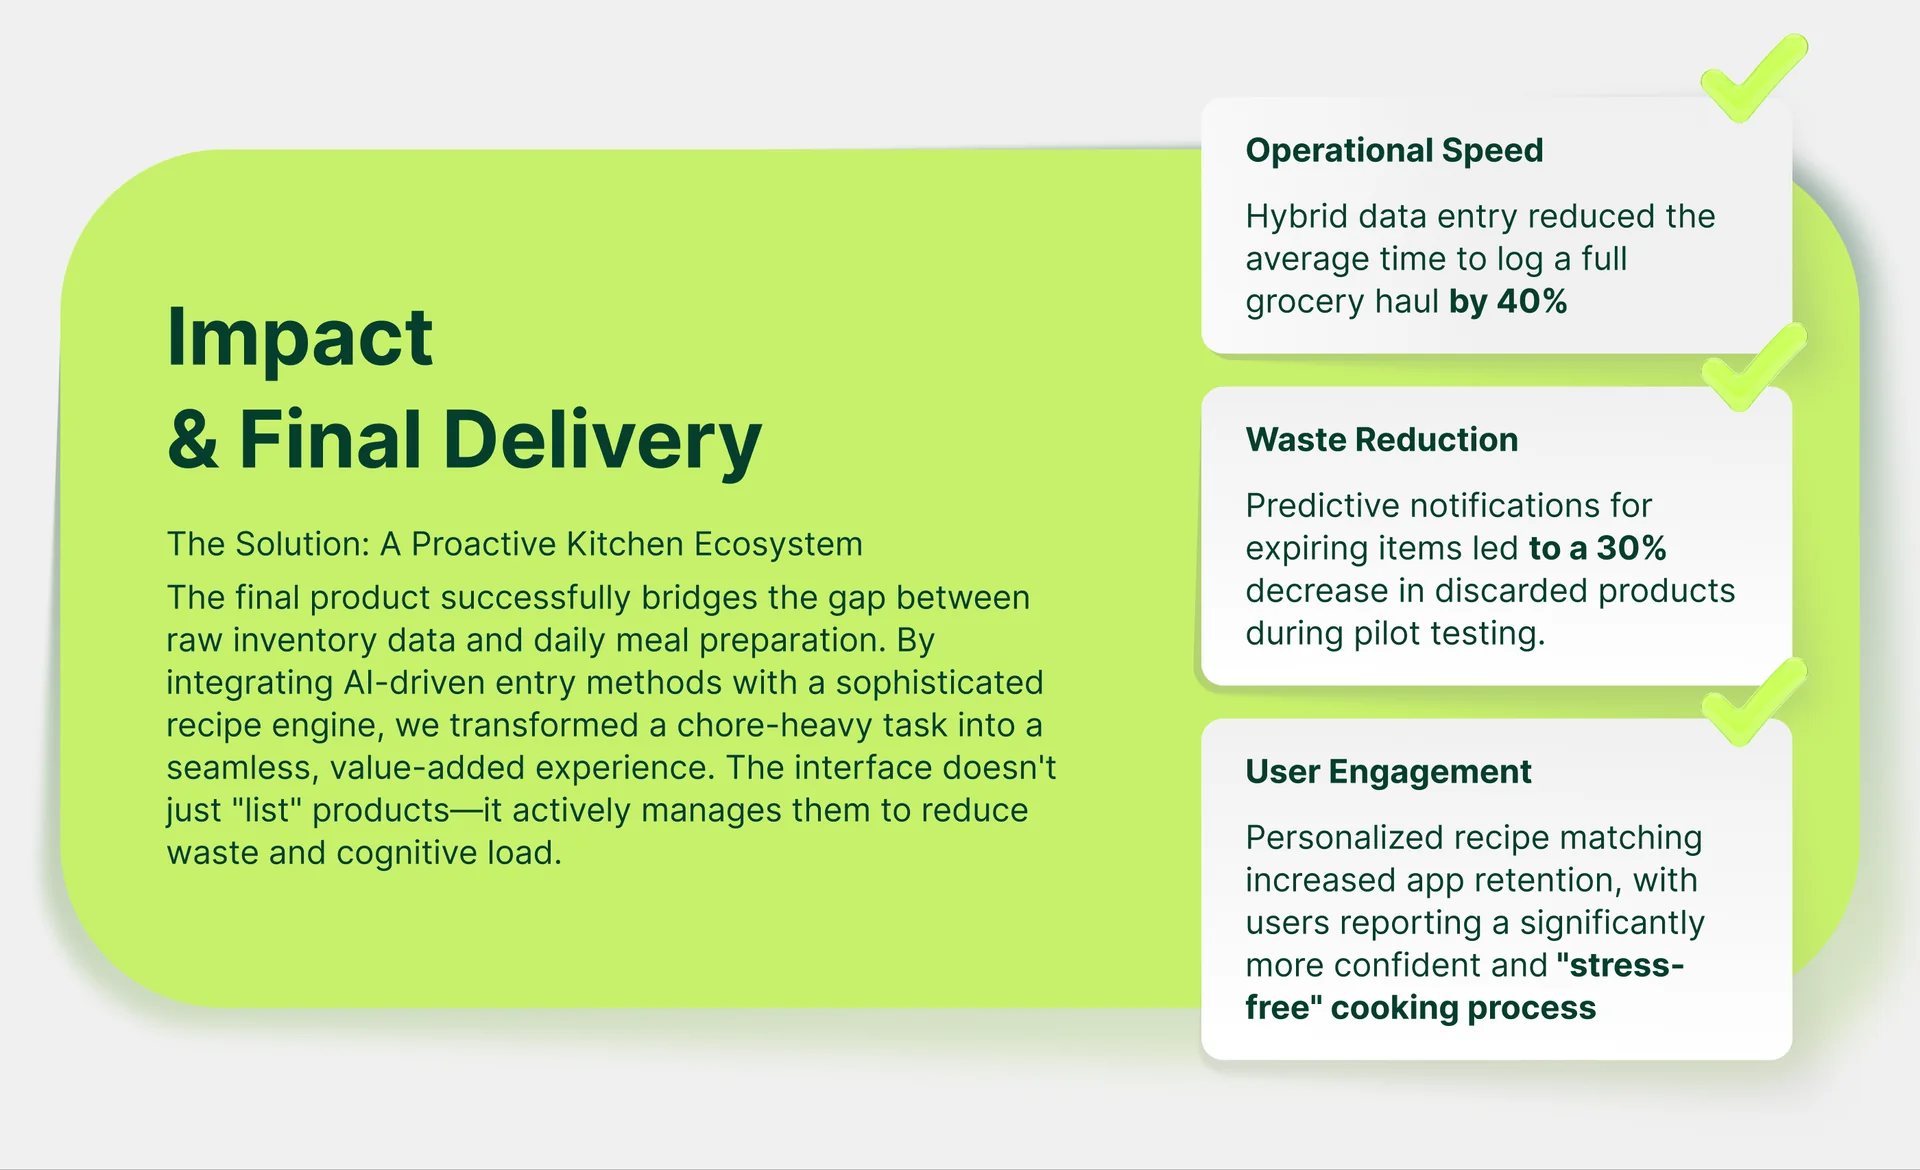 Impact
& Final Delivery
The Solution: A Proactive Kitchen Ecosystem
The final product successfully bridges the gap between
raw inventory data and daily meal preparation. By
integrating AI-driven entry methods with a sophisticated
recipe engine, we transformed a chore-heavy task into a
seamless, value-added experience. The interface doesn't
just "list" products—it actively manages them to reduce
waste and cognitive load.
Operational Speed
Hybrid data entry reduced the
average time to log a full
grocery haul by 40%
Waste Reduction
Predictive notifications for
expiring items led to a 30%
decrease in discarded products
during pilot testing.
User Engagement
Personalized recipe matching
increased app retention, with
users reporting a significantly
more confident and "stress-
free" cooking process